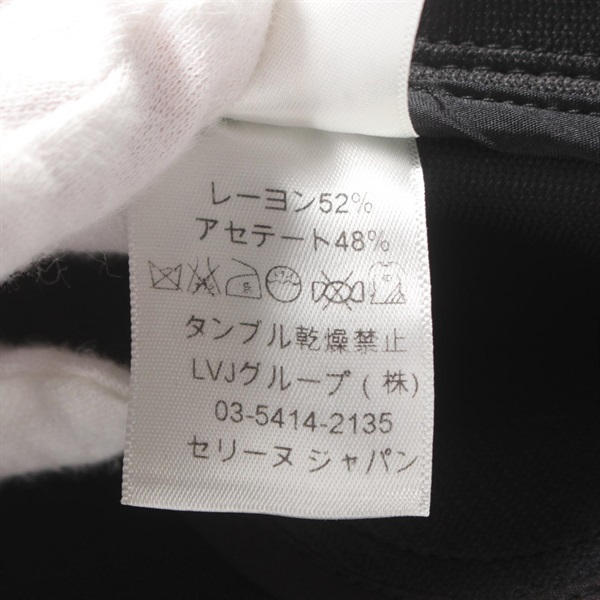 レーヨン52%
アセテート48%
タンブル乾燥禁止
LVJグループ(株)
03-5414-2135
セリーヌ ジャパン